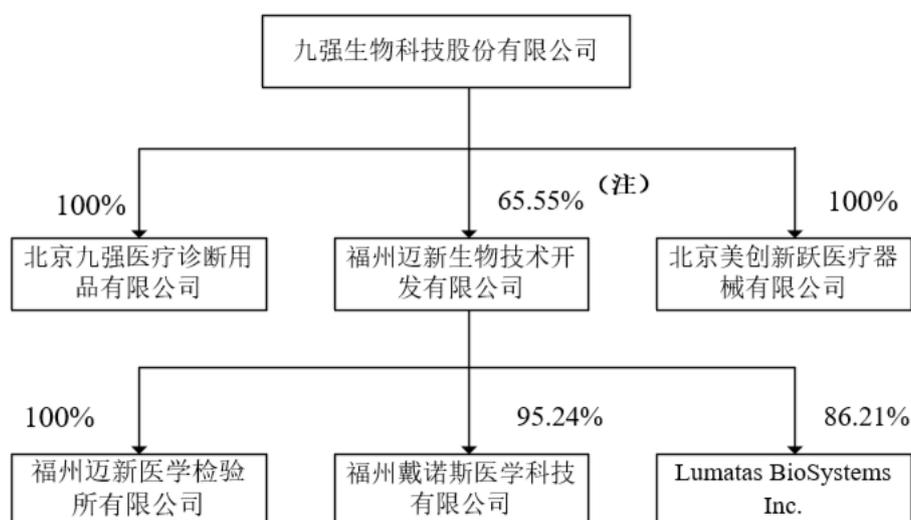 九强生物科技股份有限公司
100%
65.55%（注）
100%
北京九强医疗诊断用
品有限公司
福州迈新生物技术开
发有限公司
北京美创新跃医疗器
械有限公司
100%
95.24%
86.21%
福州迈新医学检验
所有限公司
福州戴诺斯医学科技
有限公司
Lumatas BioSystems
Inc.